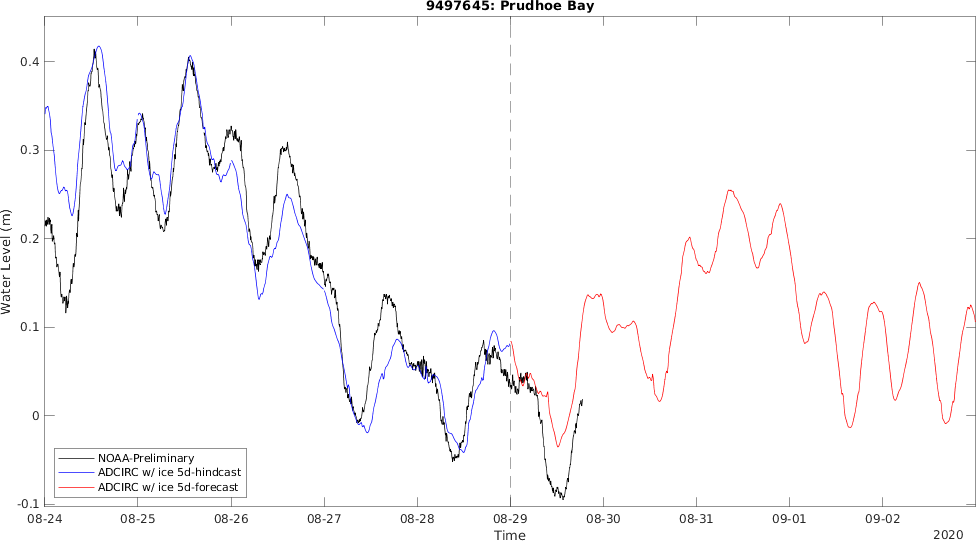 9497645: Prudhoe Bay
Water Level (m)
0.4
0.3
0.2
0.1
0
-0.1
NOAA-Preliminary
ADCIRC w/ ice 5d-hindcast
ADCIRC w/ ice 5d-forecast
08-24 08-25 08-26 08-27 08-28 08-29 08-30 08-31 09-01 09-02
Time
2020